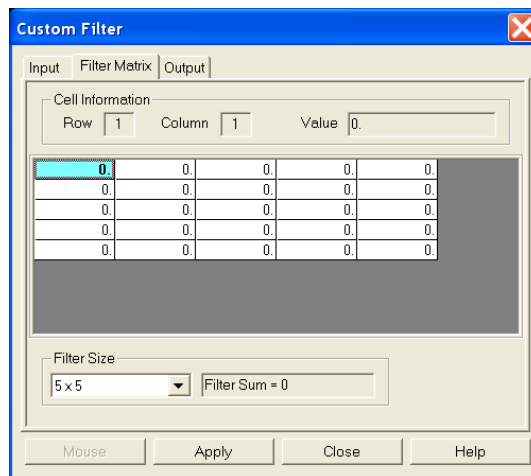 Custom Filter
Input Filter Matrix Output
Cell Information
Row 1 Column 1 Value 0.
0. 0. 0. 0. 0.
0. 0. 0. 0. 0.
0. 0. 0. 0. 0.
0. 0. 0. 0. 0.
0. 0. 0. 0. 0.
Filter Size
5 x 5 Filter Sum = 0
Mouse Apply Close Help